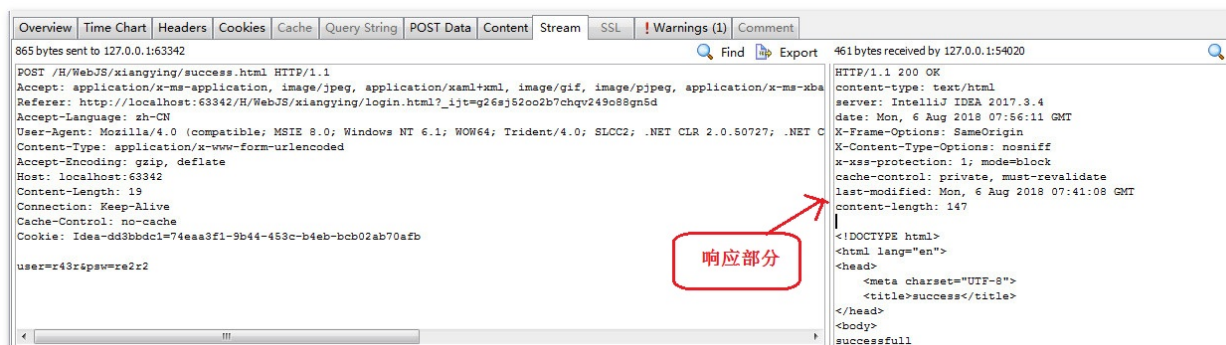 Overview Time Chart Headers Cookies Cache Query String POST Data Content Stream SSL ! Warnings (1) Comment
865 bytes sent to 127.0.0.1:63342 Find Export
POST /H/WebJS/xiangying/success.html HTTP/1.1
Accept: application/x-ms-application, image/jpeg, application/xaml+xml, image/gif, image/pjpeg, application/x-ms-xba
Referer: http://localhost:63342/H/WebJS/xiangying/login.html?_ijt=g26sj52oo2b7chqv249o88gn5d
Accept-Language: zh-CN
User-Agent: Mozilla/4.0 (compatible; MSIE 8.0; Windows NT 6.1; WOW64; Trident/4.0; SLCC2; .NET CLR 2.0.50727; .NET C
Content-Type: application/x-www-form-urlencoded
Accept-Encoding: gzip, deflate
Host: localhost:63342
Content-Length: 19
Connection: Keep-Alive
Cache-Control: no-cache
Cookie: Idea-dd3bbdc1=74eaa3f1-9b44-453c-b4eb-bcb02ab70afb
user=r43r&psw=re2r2
响应部分
461 bytes received by 127.0.0.1:54020
HTTP/1.1 200 OK
content-type: text/html
server: IntelliJ IDEA 2017.3.4
date: Mon, 6 Aug 2018 07:56:11 GMT
X-Frame-Options: SameOrigin
X-Content-Type-Options: nosniff
x-xss-protection: 1; mode=block
cache-control: private, must-revalidate
last-modified: Mon, 6 Aug 2018 07:41:08 GMT
content-length: 147
<!DOCTYPE html>
<html lang="en">
<head>
<meta charset="UTF-8">
<title>success</title>
</head>
<body>
successfull